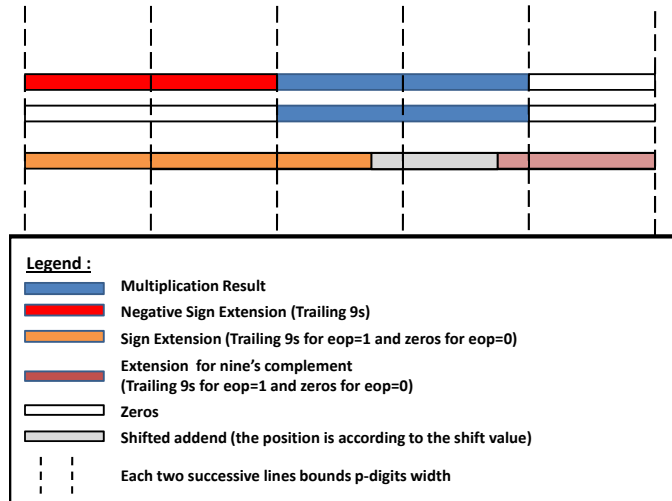 Legend :
Multiplication Result
Negative Sign Extension (Trailing 9s)
Sign Extension (Trailing 9s for eop=1 and zeros for eop=0)
Extension for nine's complement
(Trailing 9s for eop=1 and zeros for eop=0)
Zeros
Shifted addend (the position is according to the shift value)
Each two successive lines bounds p-digits width